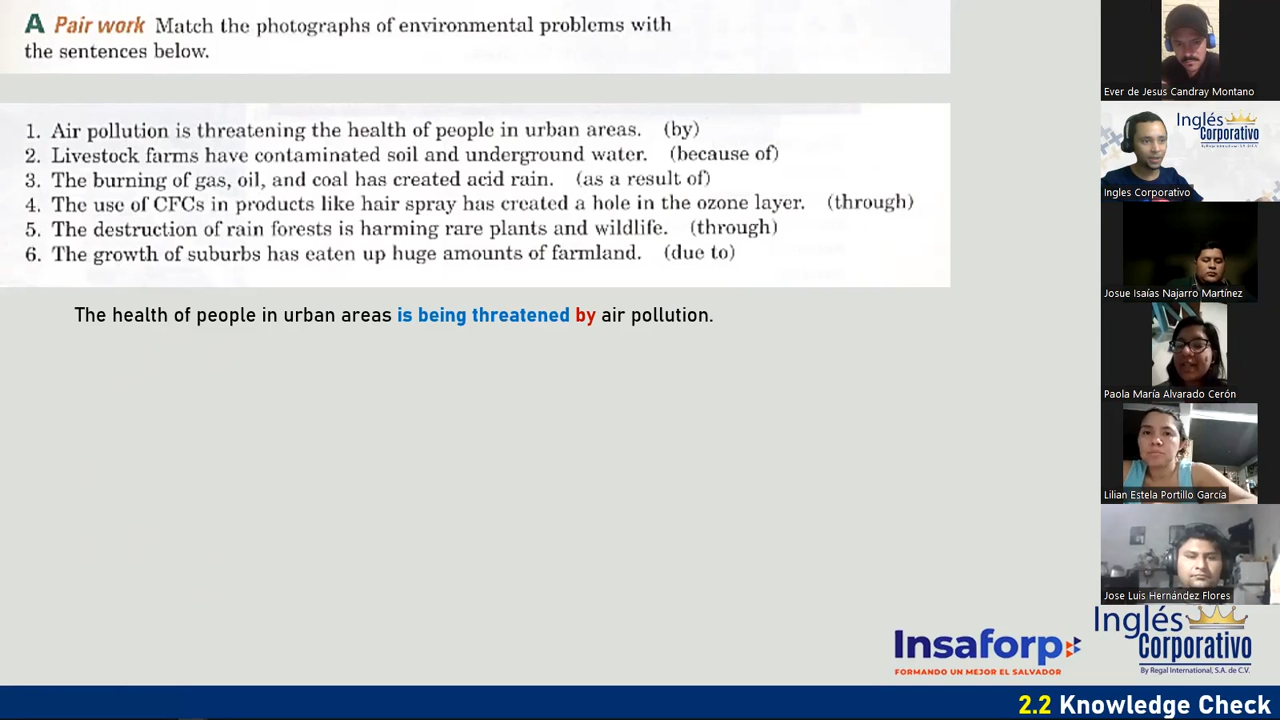 A Pair work Match the photographs of environmental problems with
the sentences below.
1. Air pollution is threatening the health of people in urban areas. (by)
2. Livestock farms have contaminated soil and underground water. (because of)
3. The burning of gas, oil, and coal has created acid rain. (as a result of)
4. The use of CFCs in products like hair spray has created a hole in the ozone layer. (through)
5. The destruction of rain forests is harming rare plants and wildlife. (through)
6. The growth of suburbs has eaten up huge amounts of farmland. (due to)
The health of people in urban areas is being threatened by air pollution.
Ever de Jesus Candray Montano
Inglés
Corporativo
Ingles Corporativo
Josue Isaías Najarro Martínez
Paola María Alvarado Cerón
Lilian Estela Portillo García
Jose Luis Hernández Flores
Insaforp
FORMANDO UN MEJOR EL SALVADOR
Inglés
Corporativo
By Regal International, S.A. de C.V.
2.2 Knowledge Check